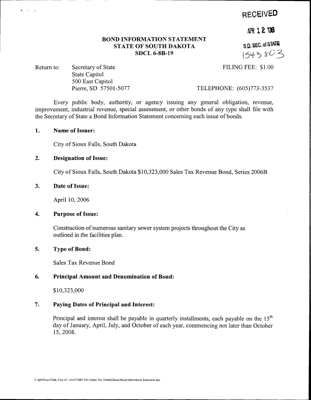 RECEIVED
APR 12 '06
S.D. SEC. of STATE
BOND INFORMATION STATEMENT
STATE OF SOUTH DAKOTA
SDCL 6-8B-19
Return to: Secretary of State FILING FEE: $1.00
State Capitol
500 East Capitol
Pierre, SD 57501-5077 TELEPHONE: (605)773-3537
Every public body, authority, or agency issuing any general obligation, revenue,
improvement, industrial revenue, special assessment, or other bonds of any type shall file with
the Secretary of State a Bond Information Statement concerning each issue of bonds.
1. Name of Issuer:
City of Sioux Falls, South Dakota
2. Designation of Issue:
City of Sioux Falls, South Dakota $10,323,000 Sales Tax Revenue Bond, Series 2006B
3. Date of Issue:
April 10, 2006
4. Purpose of Issue:
Construction of numerous sanitary sewer system projects throughout the City as
outlined in the facilities plan.
5. Type of Bond:
Sales Tax Revenue Bond
6. Principal Amount and Denomination of Bond:
$10,323,000
7. Paying Dates of Principal and Interest:
Principal and interest shall be payable in quarterly installments, each payable on the 15th
day of January, April, July, and October of each year, commencing not later than October
15, 2008.